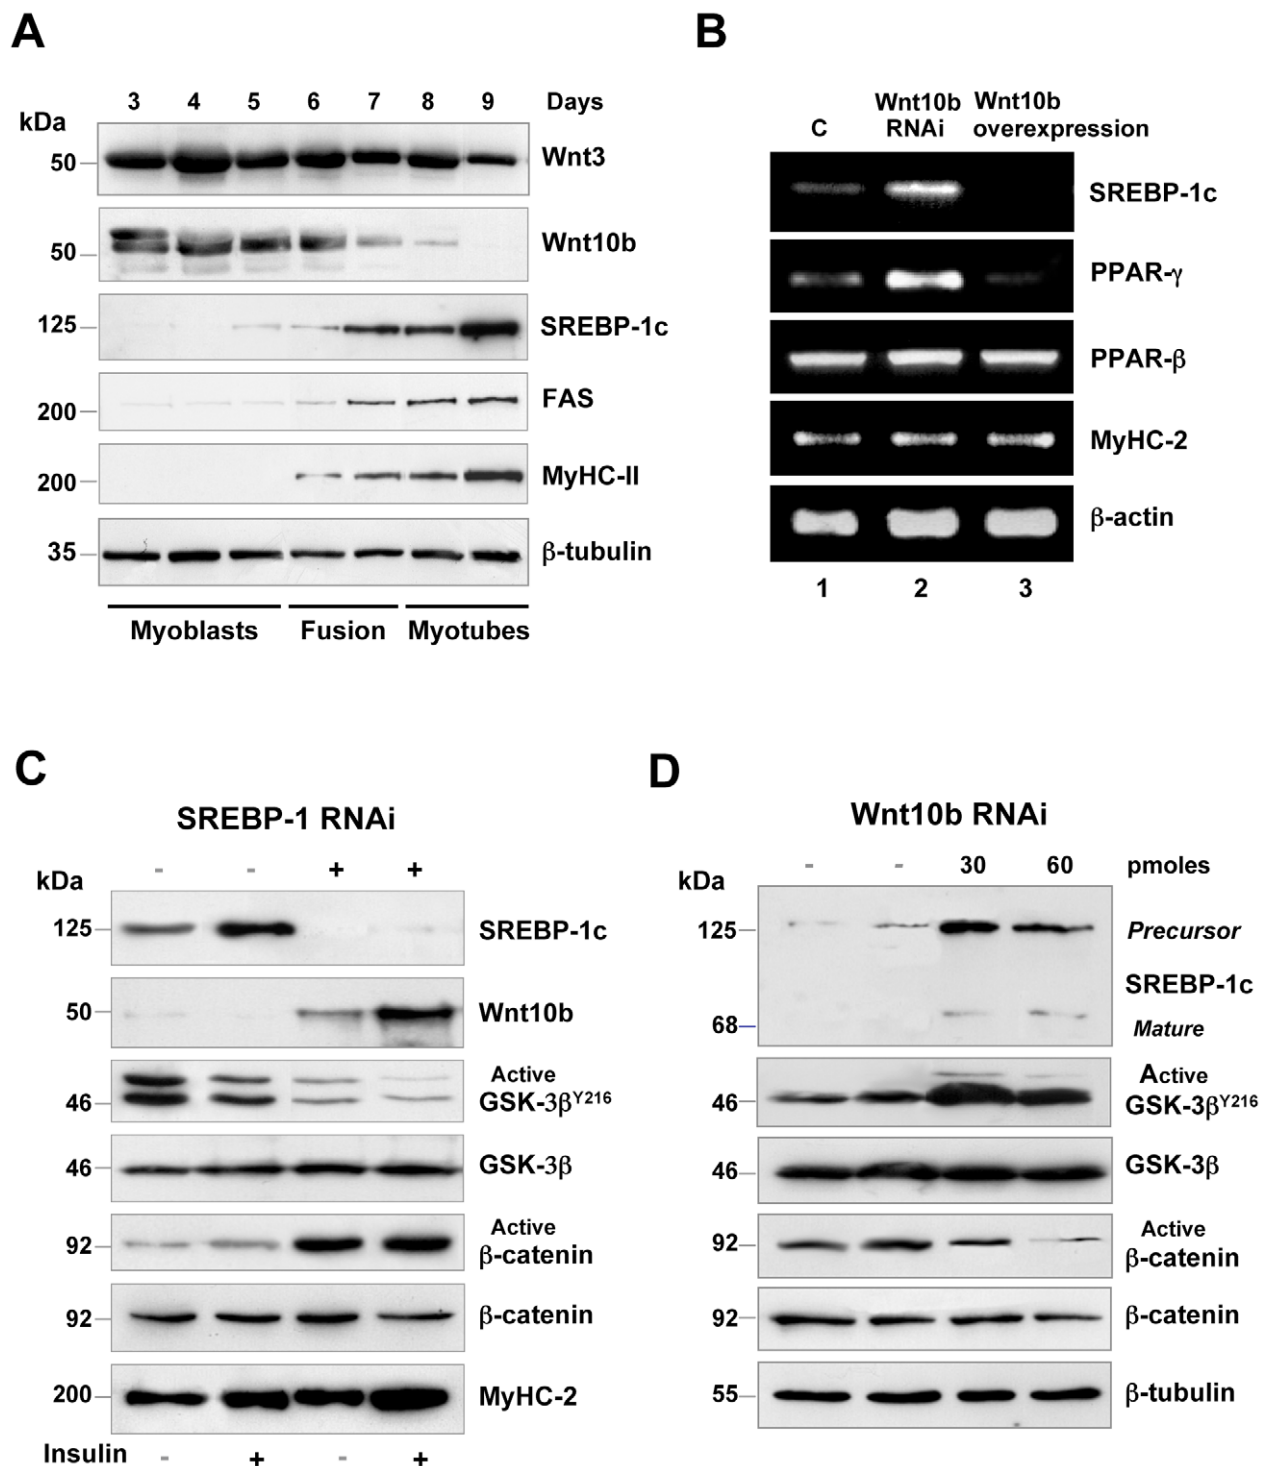 A
3 4 5 6 7 8 9 Days
kDa
50 Wnt3
50 Wnt10b
125 SREBP-1c
200 FAS
200 MyHC-II
35 β-tubulin
Myoblasts Fusion Myotubes
B
C Wnt10b RNAi Wnt10b overexpression
SREBP-1c
PPAR-γ
PPAR-β
MyHC-2
β-actin
1 2 3
C
SREBP-1 RNAi
- - + +
kDa
125 SREBP-1c
50 Wnt10b
Active
46 GSK-3βY216
46 GSK-3β
Active
92 β-catenin
92 β-catenin
200 MyHC-2
Insulin - + - +
D
Wnt10b RNAi
- - 30 60 pmoles
kDa
125 Precursor
SREBP-1c
68 Mature
Active
46 GSK-3βY216
46 GSK-3β
Active
92 β-catenin
92 β-catenin
55 β-tubulin